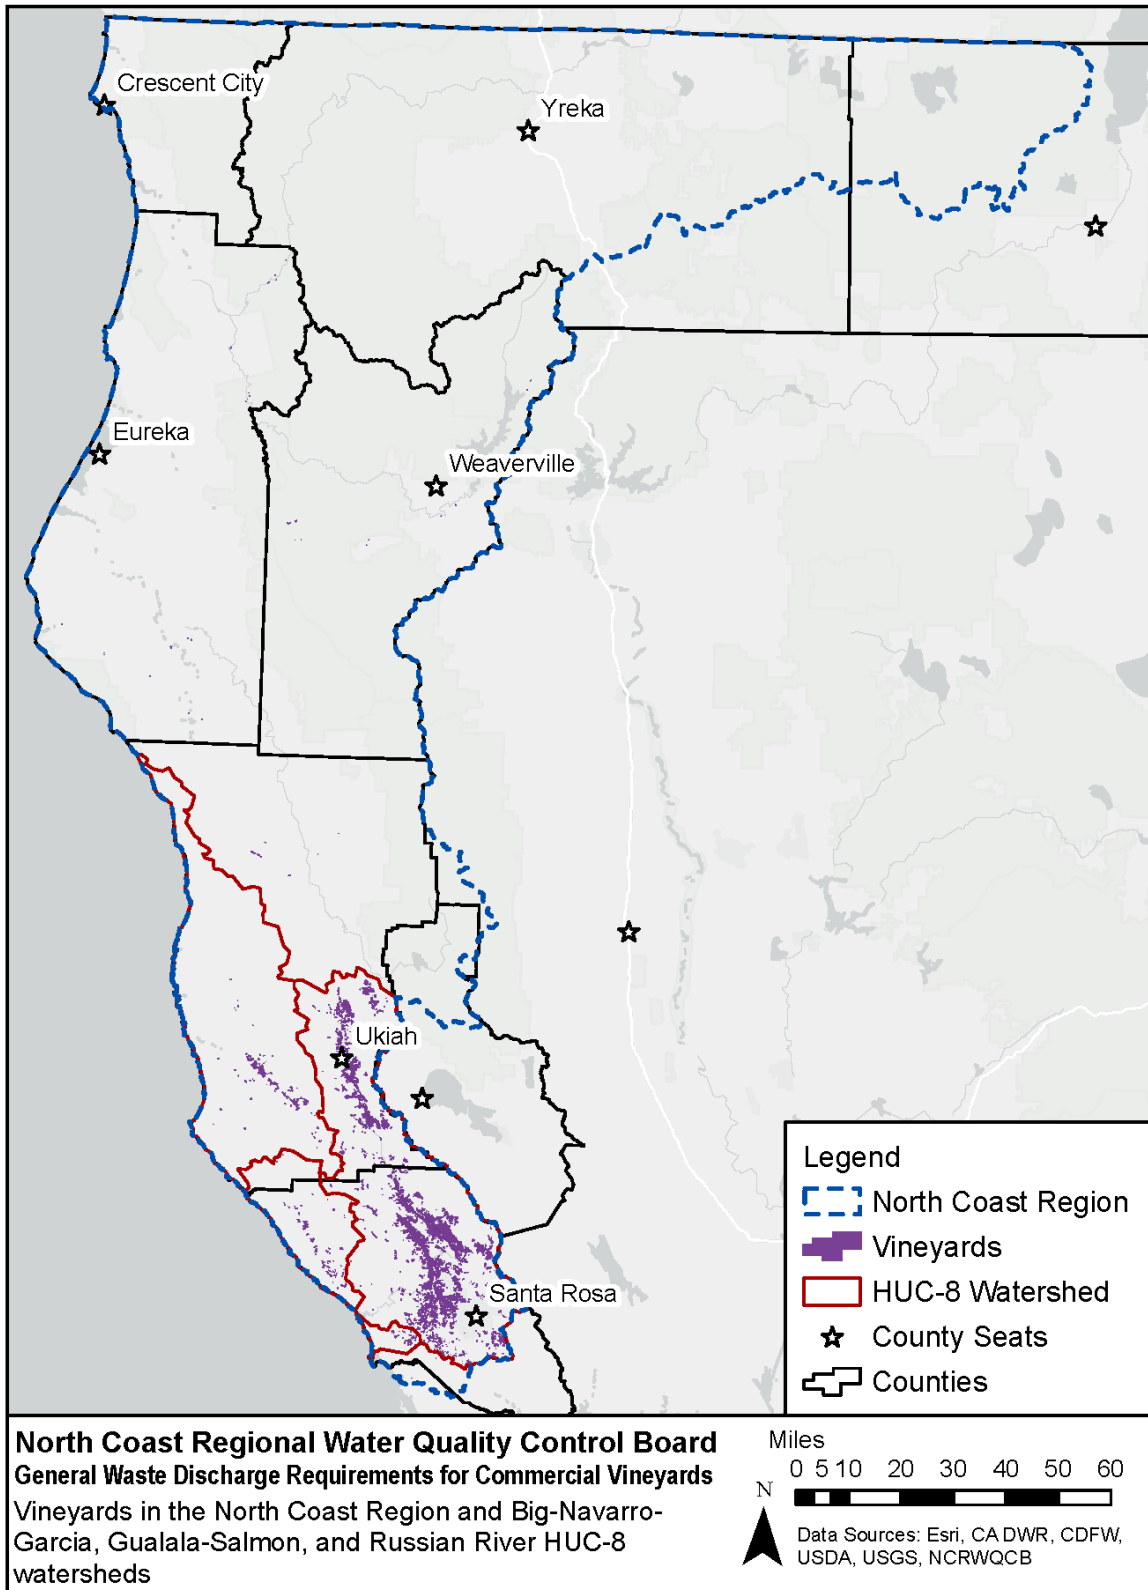 Crescent City
Yreka
Eureka
Weaverville
Ukiah
Santa Rosa
Legend
North Coast Region
Vineyards
HUC-8 Watershed
County Seats
Counties
North Coast Regional Water Quality Control Board
General Waste Discharge Requirements for Commercial Vineyards
Vineyards in the North Coast Region and Big-Navarro-
Garcia, Gualala-Salmon, and Russian River HUC-8
watersheds
Miles
0 5 10 20 30 40 50 60
N
Data Sources: Esri, CA DWR, CDFW,
USDA, USGS, NCRWQCB